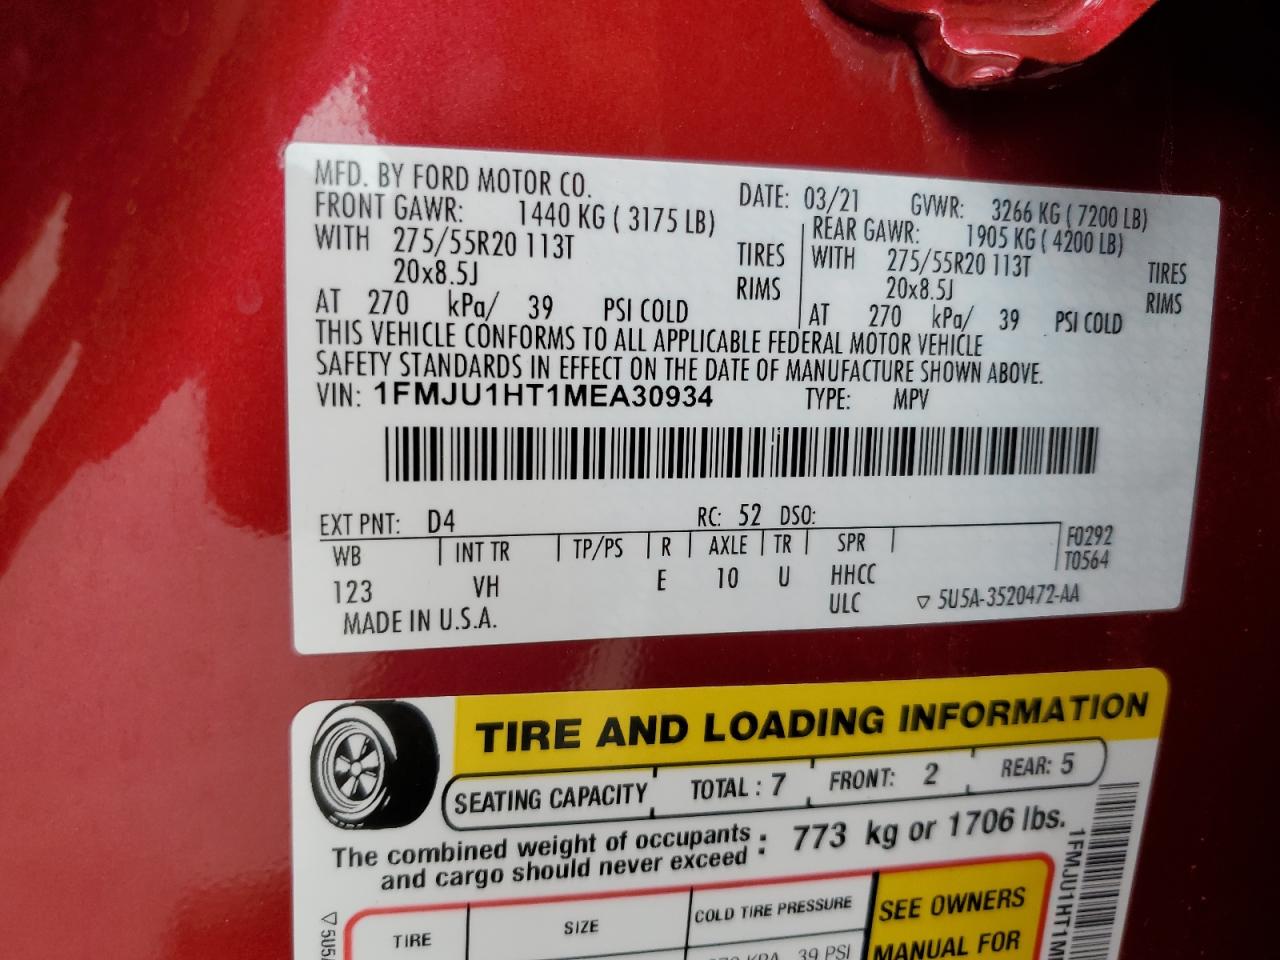 MFD. BY FORD MOTOR CO.
DATE: 03/21 GVWR: 3266 KG ( 7200 LB)
FRONT GAWR: 1440 KG ( 3175 LB)
WITH 275/55R20 113T TIRES
20x8.5J RIMS
AT 270 kPa/ 39 PSI COLD
REAR GAWR: 1905 KG ( 4200 LB)
WITH 275/55R20 113T TIRES
20x8.5J RIMS
AT 270 kPa/ 39 PSI COLD
THIS VEHICLE CONFORMS TO ALL APPLICABLE FEDERAL MOTOR VEHICLE
SAFETY STANDARDS IN EFFECT ON THE DATE OF MANUFACTURE SHOWN ABOVE.
VIN: 1FMJU1HT1MEA30934 TYPE: MPV
EXT PNT: D4 RC: 52 DSO:
WB INT TR TP/PS R AXLE TR SPR F0292
T0564
123 VH E 10 U HHCC
ULC ▽ 5U5A-3520472-AA
MADE IN U.S.A.
TIRE AND LOADING INFORMATION
SEATING CAPACITY TOTAL : 7 FRONT: 2 REAR: 5
The combined weight of occupants
and cargo should never exceed : 773 kg or 1706 lbs.
TIRE SIZE COLD TIRE PRESSURE
39 PSI
SEE OWNERS
MANUAL FOR
1FMJU1HT1M
▽ 5U5